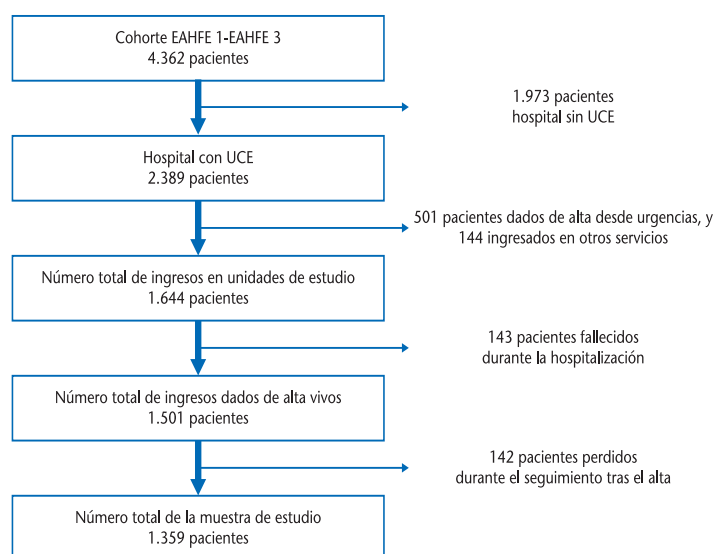 Cohorte EAHFE 1-EAHFE 3
4.362 pacientes
1.973 pacientes
hospital sin UCE
Hospital con UCE
2.389 pacientes
501 pacientes dados de alta desde urgencias, y
144 ingresados en otros servicios
Número total de ingresos en unidades de estudio
1.644 pacientes
143 pacientes fallecidos
durante la hospitalización
Número total de ingresos dados de alta vivos
1.501 pacientes
142 pacientes perdidos
durante el seguimiento tras el alta
Número total de la muestra de estudio
1.359 pacientes